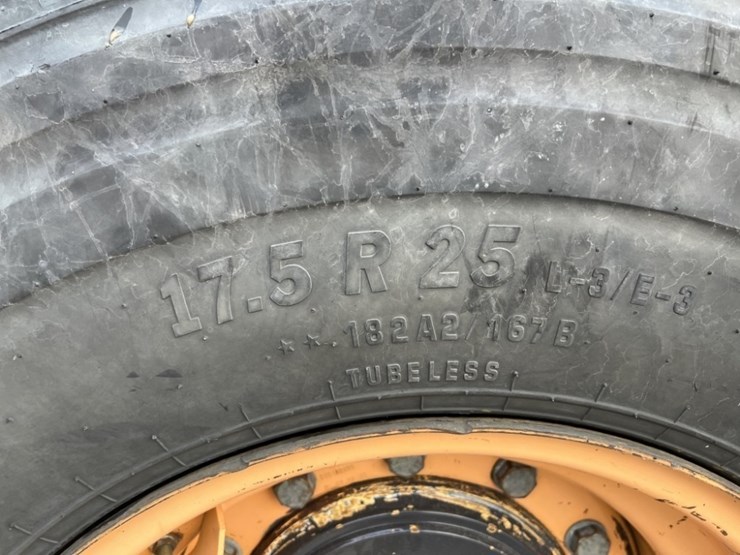 17.5 R 25 L-3/E-3
★★ 182A2/167B
TUBELESS